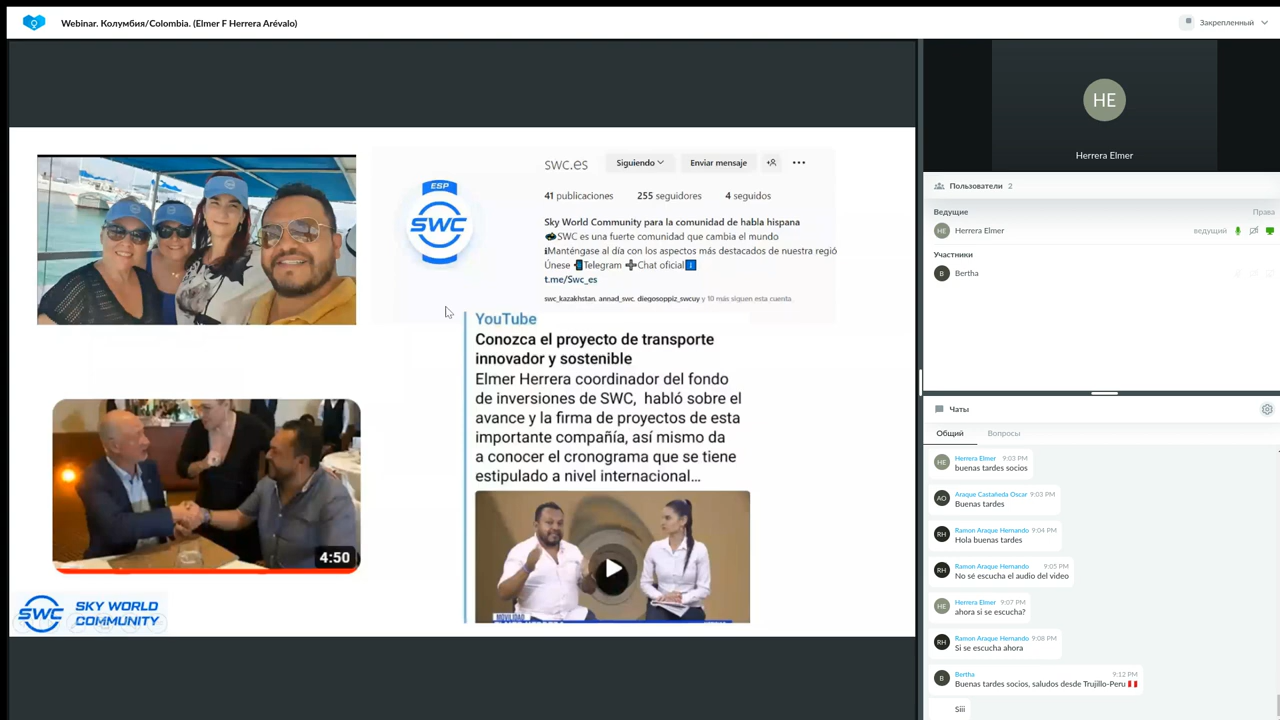 Webinar. Колумбия/Colombia. (Elmer F Herrera Arévalo)
Закрепленный
swc.es
Siguiendo
Enviar mensaje
41 publicaciones
255 seguidores
4 seguidos
ESP
SWC
Sky World Community para la comunidad de habla hispana
SWC es una fuerte comunidad que cambia el mundo
Manténgase al día con los aspectos más destacados de nuestra regió
Únese Telegram Chat oficial
t.me/Swc_es
swc_kazakhstan, annad_swc, diegosoppiz_swcuy y 10 más siguen esta cuenta.
YouTube
Conozca el proyecto de transporte
innovador y sostenible
Elmer Herrera coordinador del fondo
de inversiones de SWC, habló sobre el
avance y la firma de proyectos de esta
importante compañía, así mismo da
a conocer el cronograma que se tiene
estipulado a nivel internacional...
4:50
SWC
SKY WORLD
COMMUNITY
HE
Herrera Elmer
Пользователи 2
Ведущие
Права
HE
Herrera Elmer
ведущий
Участники
B
Bertha
Чаты
Общий
Вопросы
HE
Herrera Elmer 9:03 PM
buenas tardes socios
AO
Araque Castañeda Oscar 9:03 PM
Buenas tardes
RH
Ramon Araque Hernando 9:04 PM
Hola buenas tardes
RH
Ramon Araque Hernando 9:05 PM
No sé escucha el audio del video
HE
Herrera Elmer 9:07 PM
ahora si se escucha?
RH
Ramon Araque Hernando 9:08 PM
Si se escucha ahora
B
Bertha 9:12 PM
Buenas tardes socios, saludos desde Trujillo-Peru
Siii